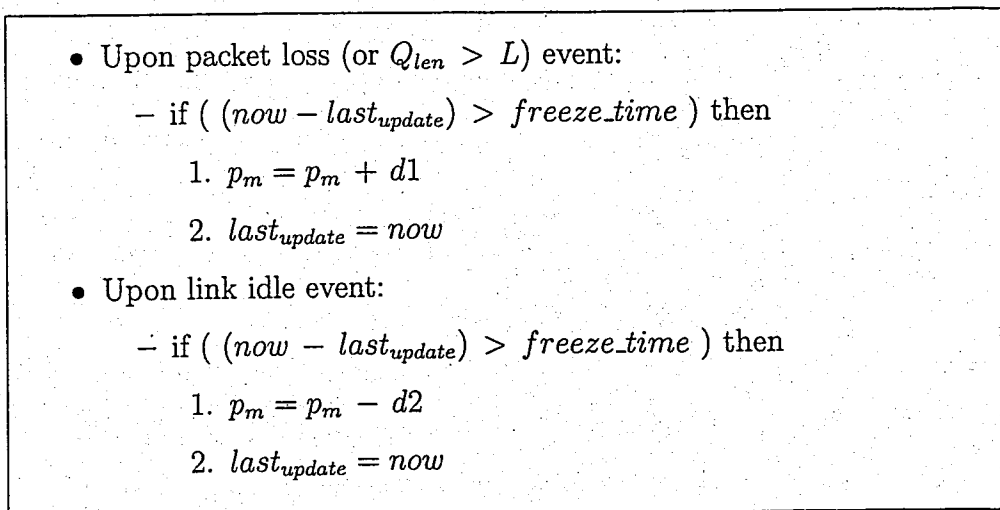 • Upon packet loss (or Q_len > L) event:
– if ( (now − last_update) > freeze_time ) then
1. p_m = p_m + d1
2. last_update = now
• Upon link idle event:
– if ( (now − last_update) > freeze_time ) then
1. p_m = p_m − d2
2. last_update = now